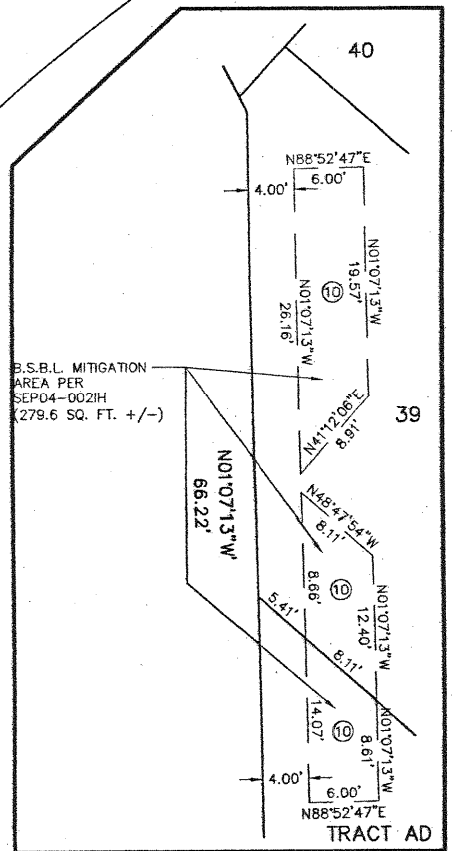 40
N88°52'47"E
4.00'
6.00'
N01°07'13"W
19.57'
10
N01°07'13"W
26.16'
B.S.B.L. MITIGATION
AREA PER
SEP04-002IH
(279.6 SQ. FT. +/-)
39
N41°12'06"E
8.91'
N01°07'13"W
66.22'
N48°47'54"W
8.11'
8.66'
10
N01°07'13"W
12.40'
5.41'
8.11'
14.07'
10
N01°07'13"W
8.61'
4.00'
6.00'
N88°52'47"E
TRACT AD